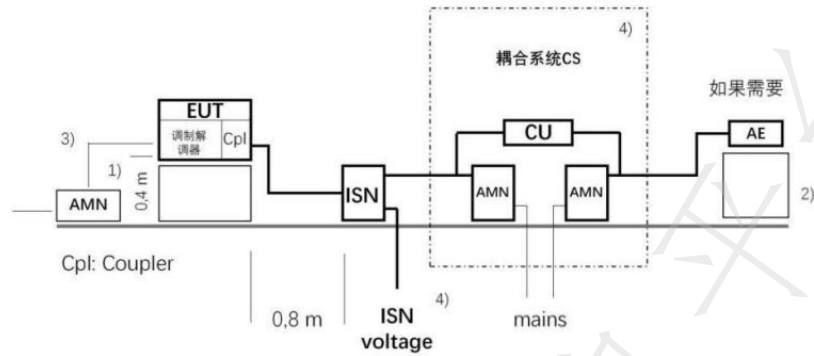 4)
耦合系统CS
如果需要
EUT
调制解
调器
Cpl
CU
AE
3)
1)
0,4 m
AMN
ISN
AMN
AMN
2)
Cpl: Coupler
0,8 m
4)
ISN
voltage
mains